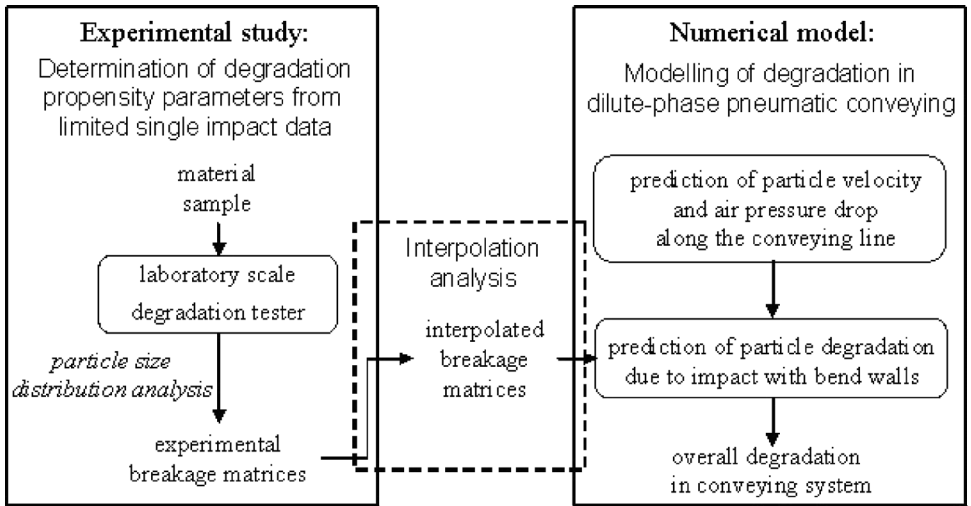 Experimental study:
Determination of degradation
propensity parameters from
limited single impact data
material
sample
laboratory scale
degradation tester
particle size
distribution analysis
experimental
breakage matrices
Interpolation
analysis
interpolated
breakage
matrices
Numerical model:
Modelling of degradation in
dilute-phase pneumatic conveying
prediction of particle velocity
and air pressure drop
along the conveying line
prediction of particle degradation
due to impact with bend walls
overall degradation
in conveying system